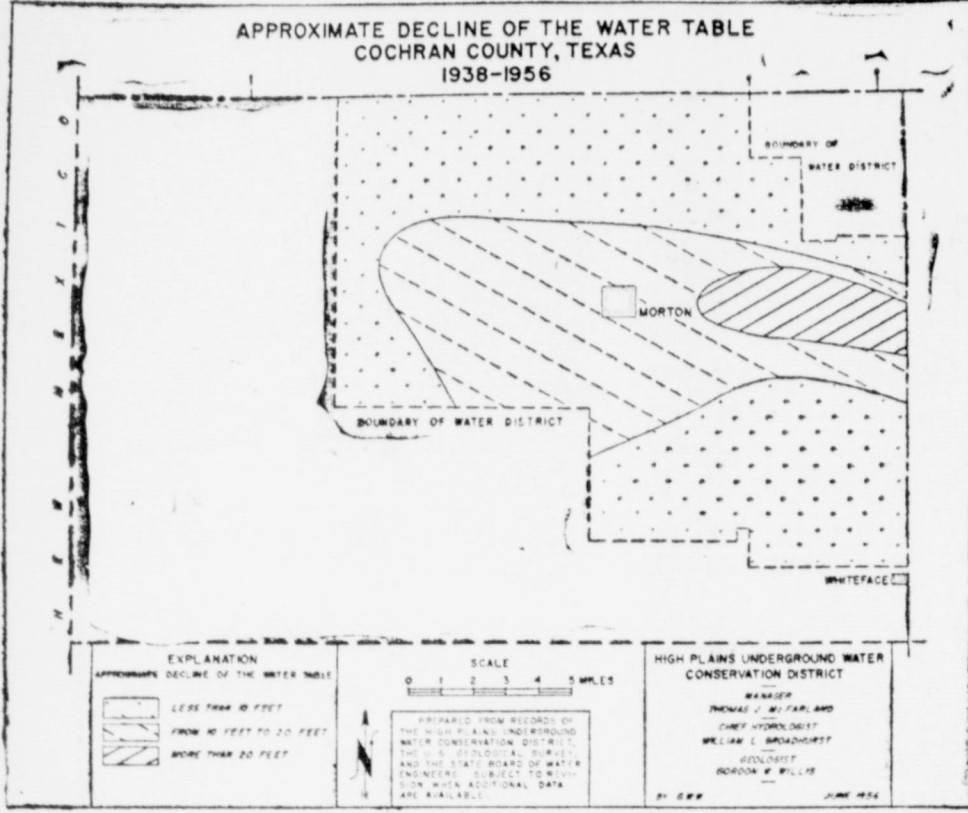 APPROXIMATE DECLINE OF THE WATER TABLE
COCHRAN COUNTY, TEXAS
1938-1956
BOUNDARY OF
WATER DISTRICT
NEW MEXICO
MORTON
BOUNDARY OF WATER DISTRICT
WHITEFACE
EXPLANATION
APPROXIMATE DECLINE OF THE WATER TABLE
LESS THAN 10 FEET
FROM 10 FEET TO 20 FEET
MORE THAN 20 FEET
SCALE
0 1 2 3 4 5 MILES
PREPARED FROM RECORDS OF
THE HIGH PLAINS UNDERGROUND
WATER CONSERVATION DISTRICT,
THE U.S. GEOLOGICAL SURVEY,
AND THE STATE BOARD OF WATER
ENGINEERS. SUBJECT TO REVI-
SION WHEN ADDITIONAL DATA
ARE AVAILABLE.
HIGH PLAINS UNDERGROUND WATER
CONSERVATION DISTRICT
MANAGER
THOMAS J. McFARLAND
CHIEF HYDROLOGIST
WILLIAM L. BROADHURST
GEOLOGIST
GORDON W. WILLIS
BY G.W.W. JUNE 1956